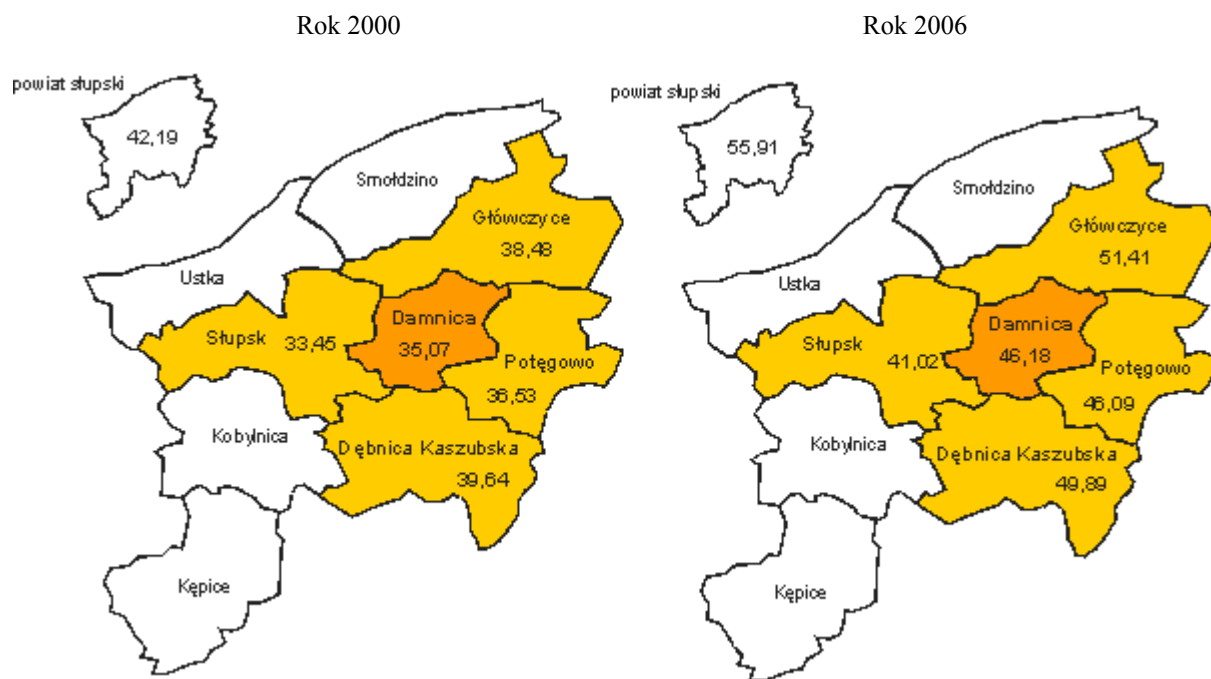 Rok 2000
powiat słupski
42,19
Smołdzino
Główczyce
38,48
Ustka
Damnica
35,07
Słupsk 33,45
Potęgowo
36,53
Kobylnica
Dębnica Kaszubska
39,64
Kępice
Rok 2006
powiat słupski
55,91
Smołdzino
Główczyce
51,41
Ustka
Damnica
46,18
Słupsk 41,02
Potęgowo
46,09
Kobylnica
Dębnica Kaszubska
49,89
Kępice